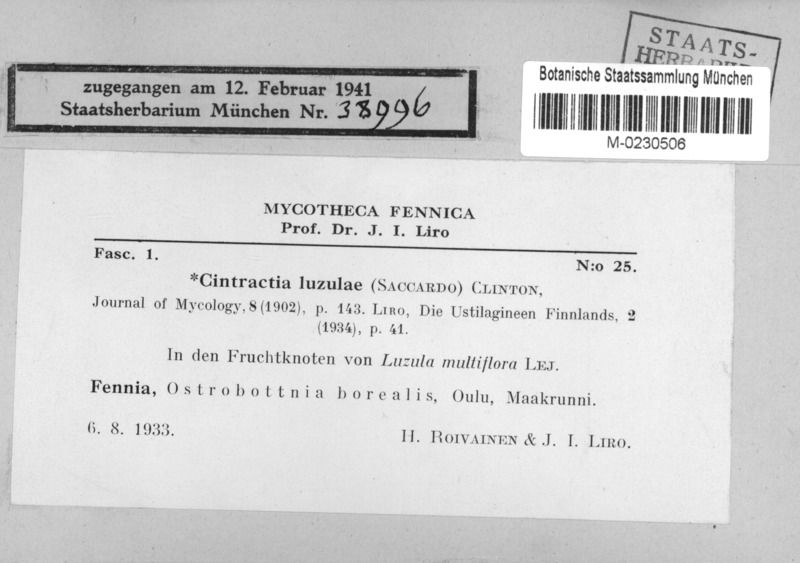 STAATS-
HERBARIUM
Botanische Staatssammlung München
M-0230506
zugegangen am 12. Februar 1941
Staatsherbarium München Nr. 38996
MYCOTHECA FENNICA
Prof. Dr. J. I. Liro
Fasc. 1.
N:o 25.
*Cintractia luzulae (SACCARDO) CLINTON,
Journal of Mycology, 8 (1902), p. 143. LIRO, Die Ustilagineen Finnlands, 2
(1934), p. 41.
In den Fruchtknoten von Luzula multiflora LEJ.
Fennia, Ostrobottnia borealis, Oulu, Maakrunni.
6. 8. 1933.
H. ROIVAINEN & J. I. LIRO.